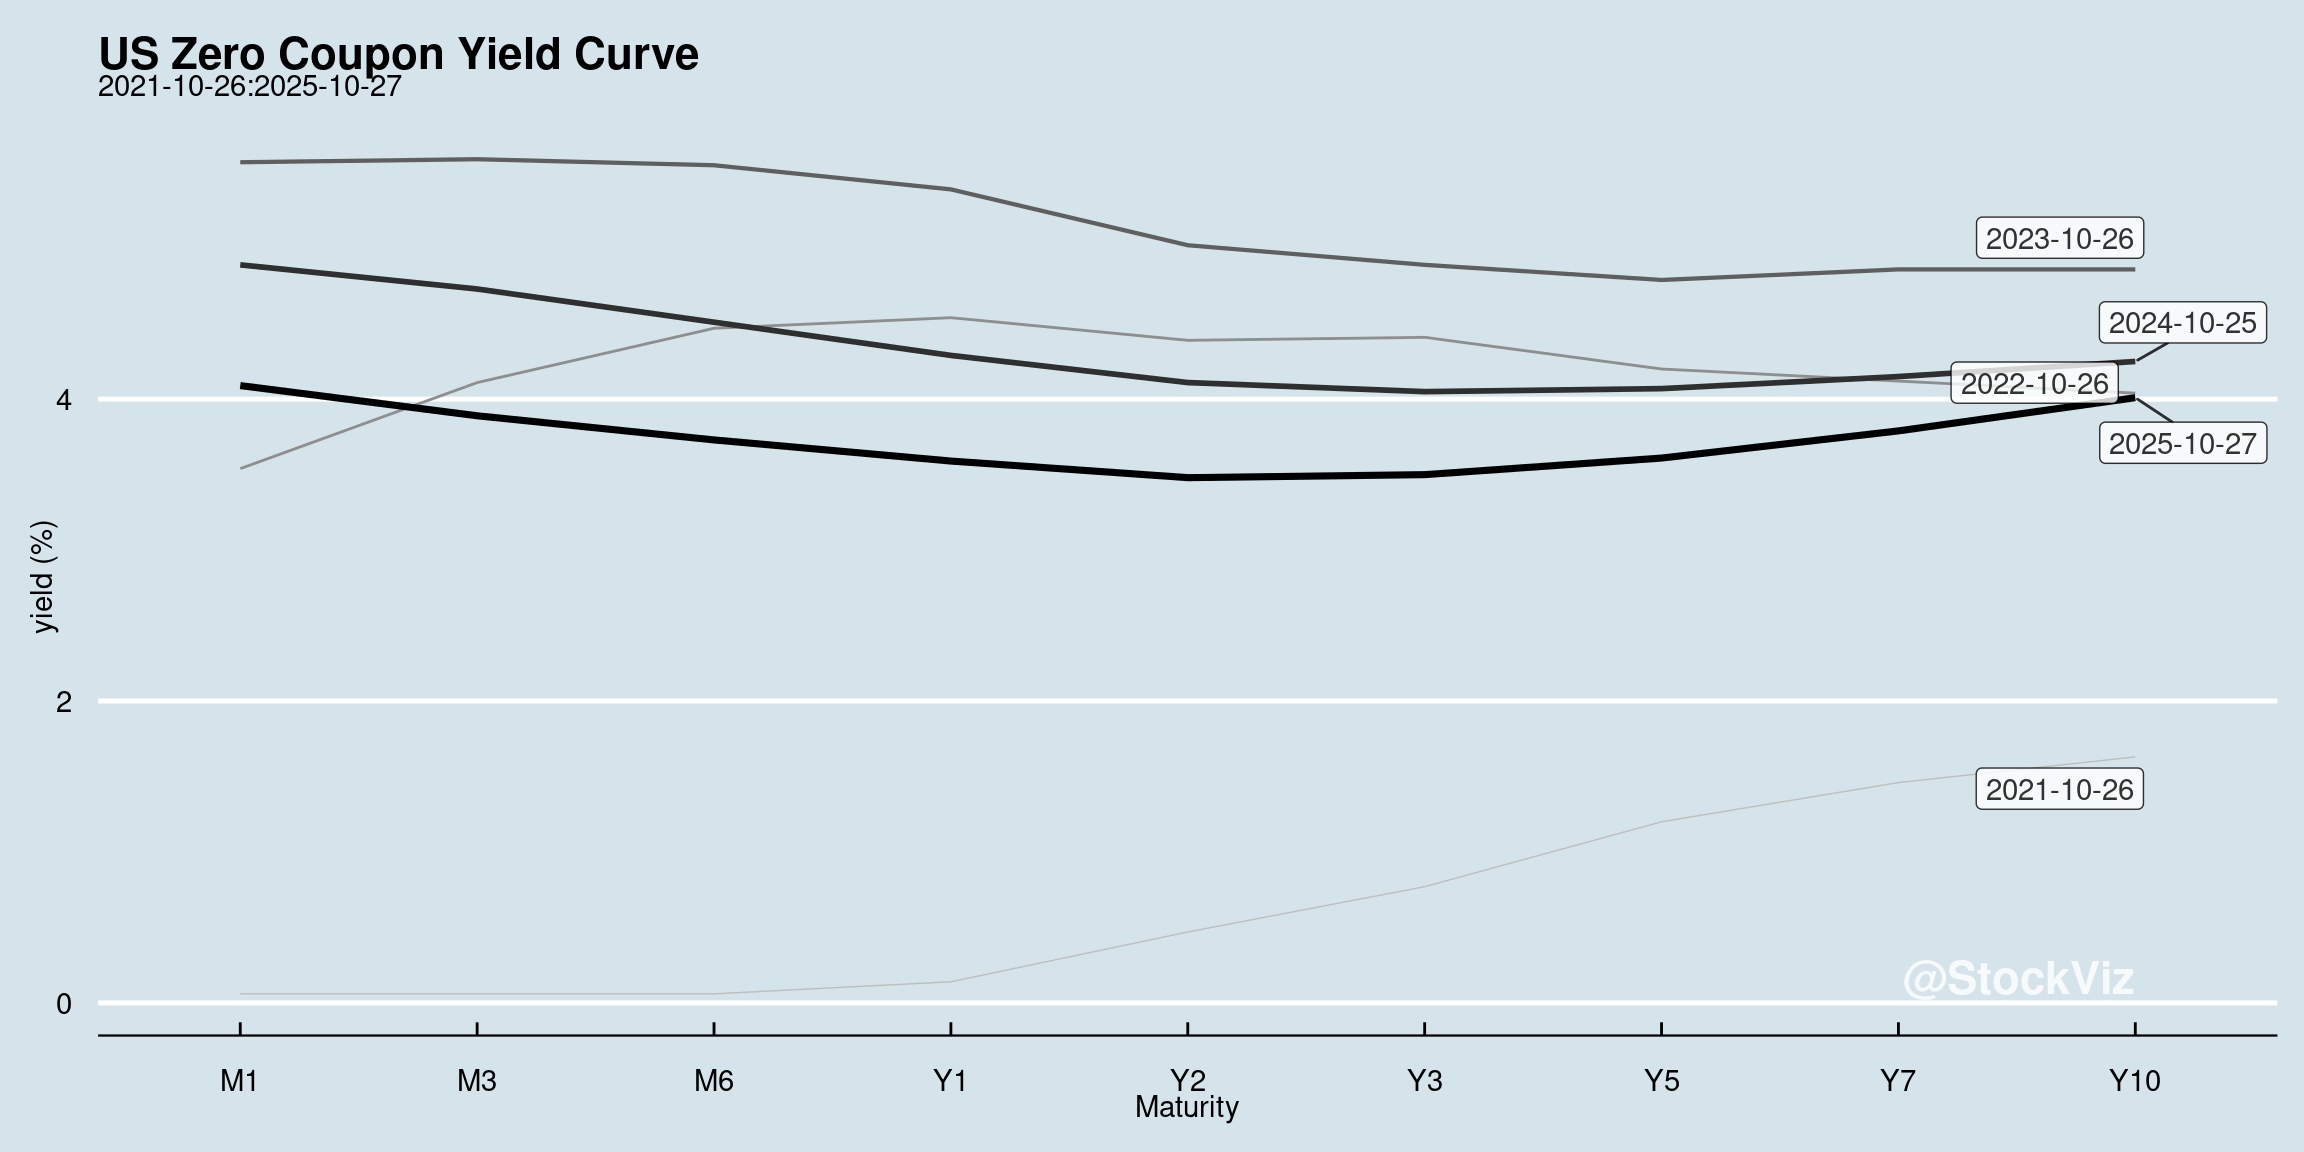 US Zero Coupon Yield Curve
2021-10-26:2025-10-27
2023-10-26
2024-10-25
2022-10-26
4
2025-10-27
yield (%)
2
2021-10-26
@StockViz
0
M1 M3 M6 Y1 Y2 Y3 Y5 Y7 Y10
Maturity